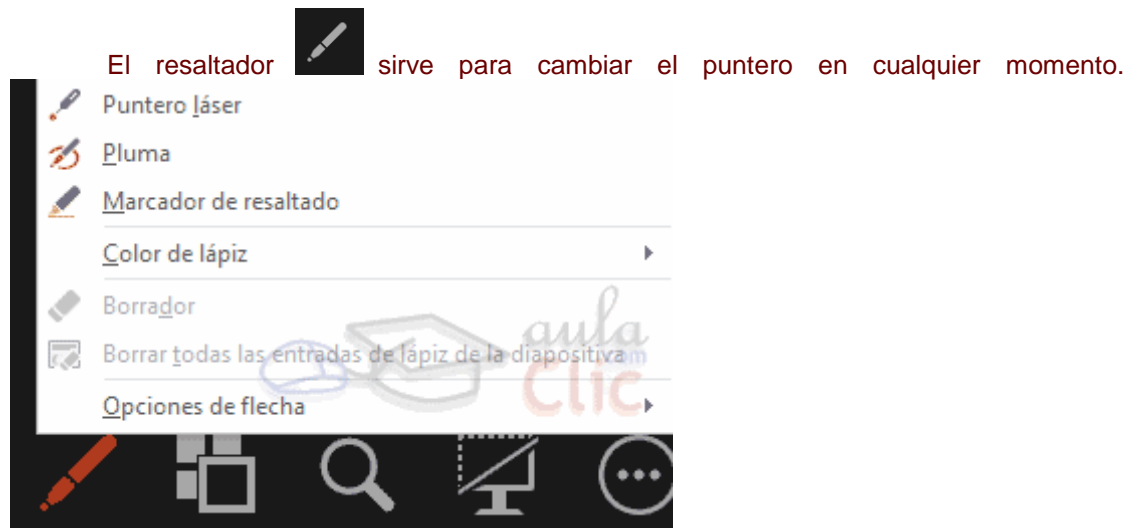 El resaltador sirve para cambiar el puntero en cualquier momento.
Puntero láser
Pluma
Marcador de resaltado
Color de lápiz
Borrador
Borrar todas las entradas de lápiz de la diapositiva
Opciones de flecha
aula
.com
Clic